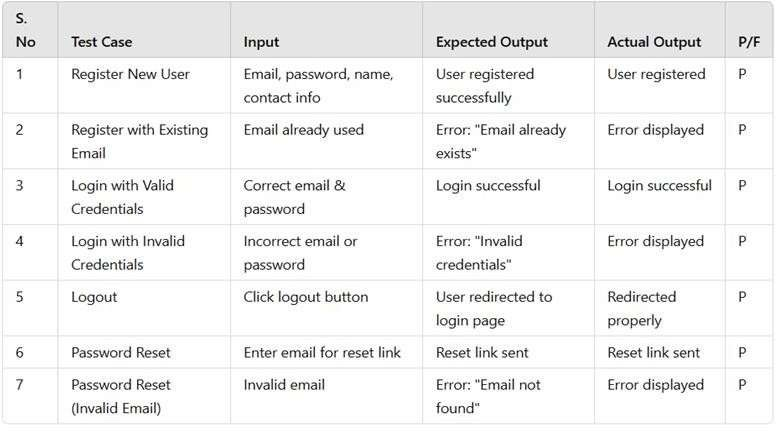 S. No | Test Case | Input | Expected Output | Actual Output | P/F
1 | Register New User | Email, password, name, contact info | User registered successfully | User registered | P
2 | Register with Existing Email | Email already used | Error: "Email already exists" | Error displayed | P
3 | Login with Valid Credentials | Correct email & password | Login successful | Login successful | P
4 | Login with Invalid Credentials | Incorrect email or password | Error: "Invalid credentials" | Error displayed | P
5 | Logout | Click logout button | User redirected to login page | Redirected properly | P
6 | Password Reset | Enter email for reset link | Reset link sent | Reset link sent | P
7 | Password Reset (Invalid Email) | Invalid email | Error: "Email not found" | Error displayed | P